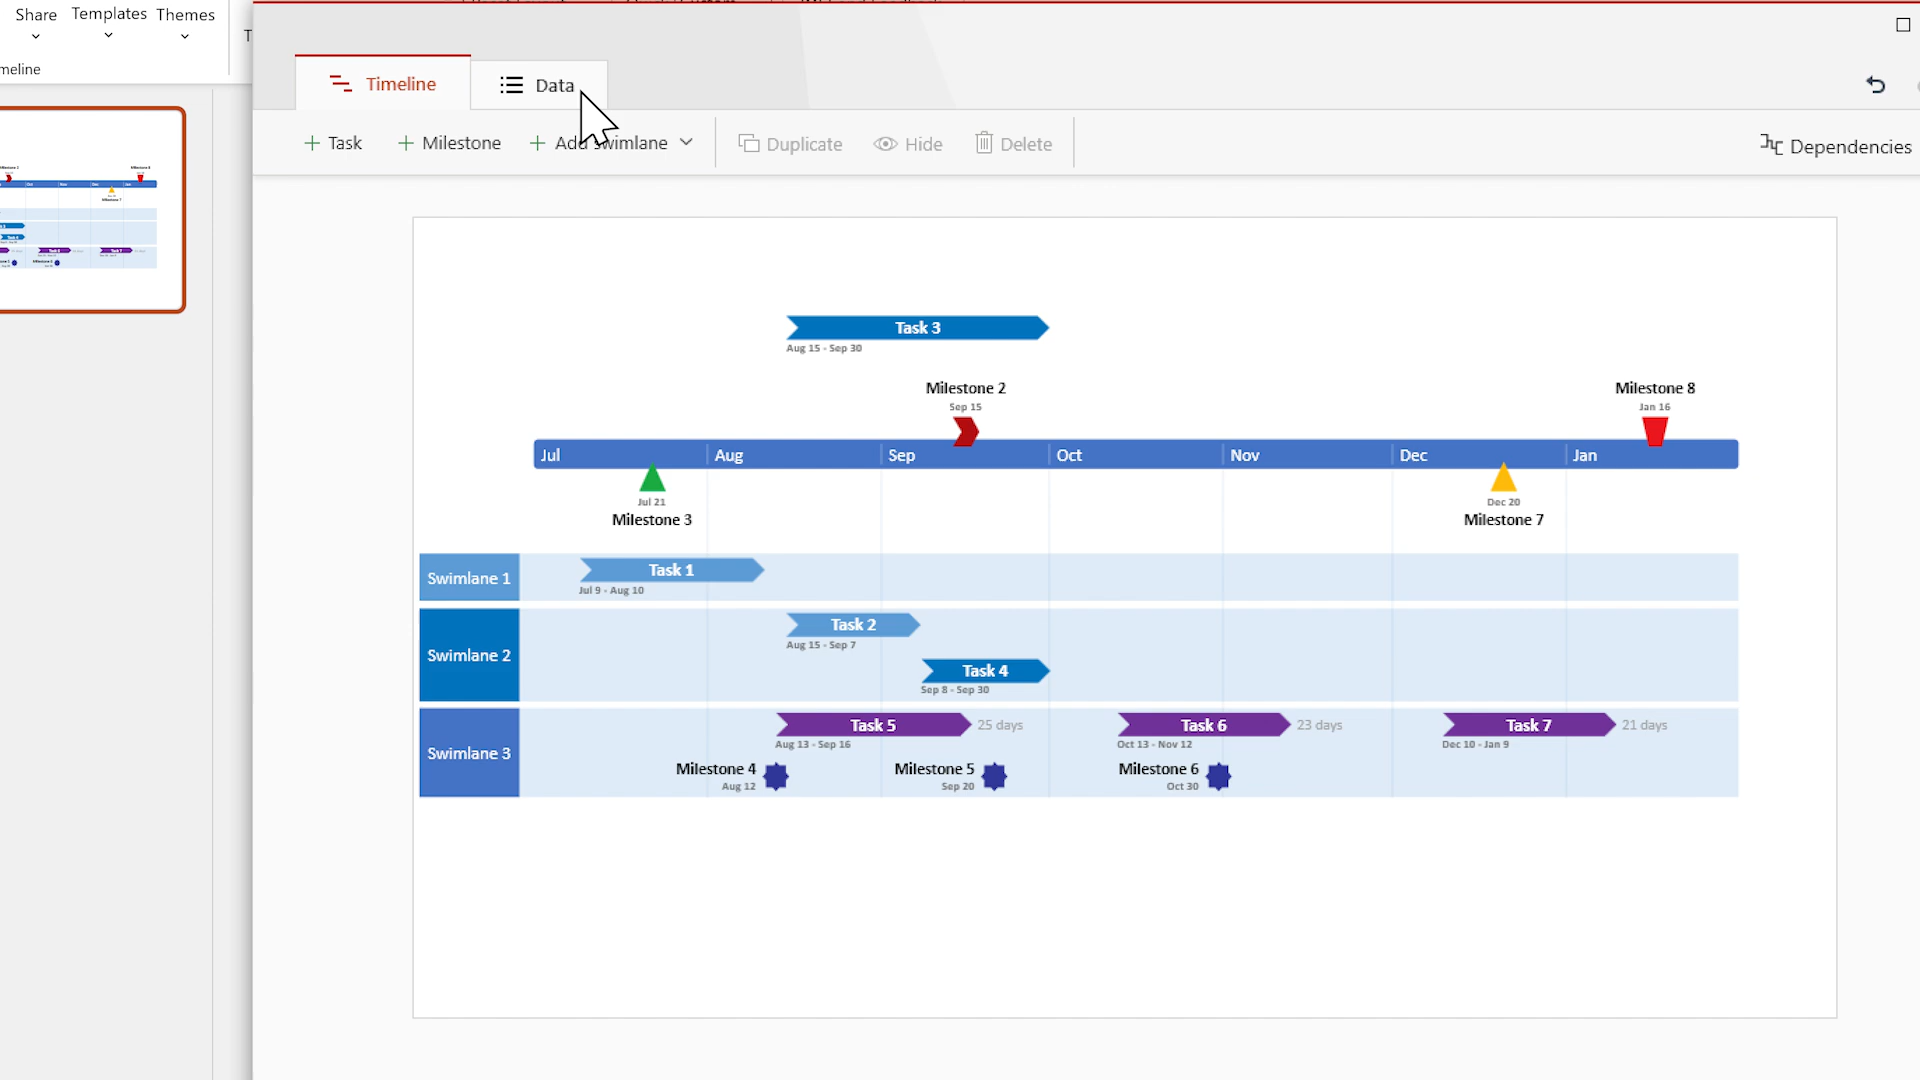 Share Templates Themes
meline
Timeline
Data
+ Task
+ Milestone
+ Add Swimlane
Duplicate
Hide
Delete
Dependencies
Task 3
Aug 15 - Sep 30
Milestone 2
Sep 15
Milestone 8
Jan 16
Jul Aug Sep Oct Nov Dec Jan
Jul 21
Milestone 3
Dec 20
Milestone 7
Swimlane 1
Task 1
Jul 9 - Aug 10
Swimlane 2
Task 2
Aug 15 - Sep 7
Task 4
Sep 8 - Sep 30
Swimlane 3
Task 5 25 days
Aug 13 - Sep 16
Task 6 23 days
Oct 13 - Nov 12
Task 7 21 days
Dec 10 - Jan 9
Milestone 4
Aug 12
Milestone 5
Sep 20
Milestone 6
Oct 30